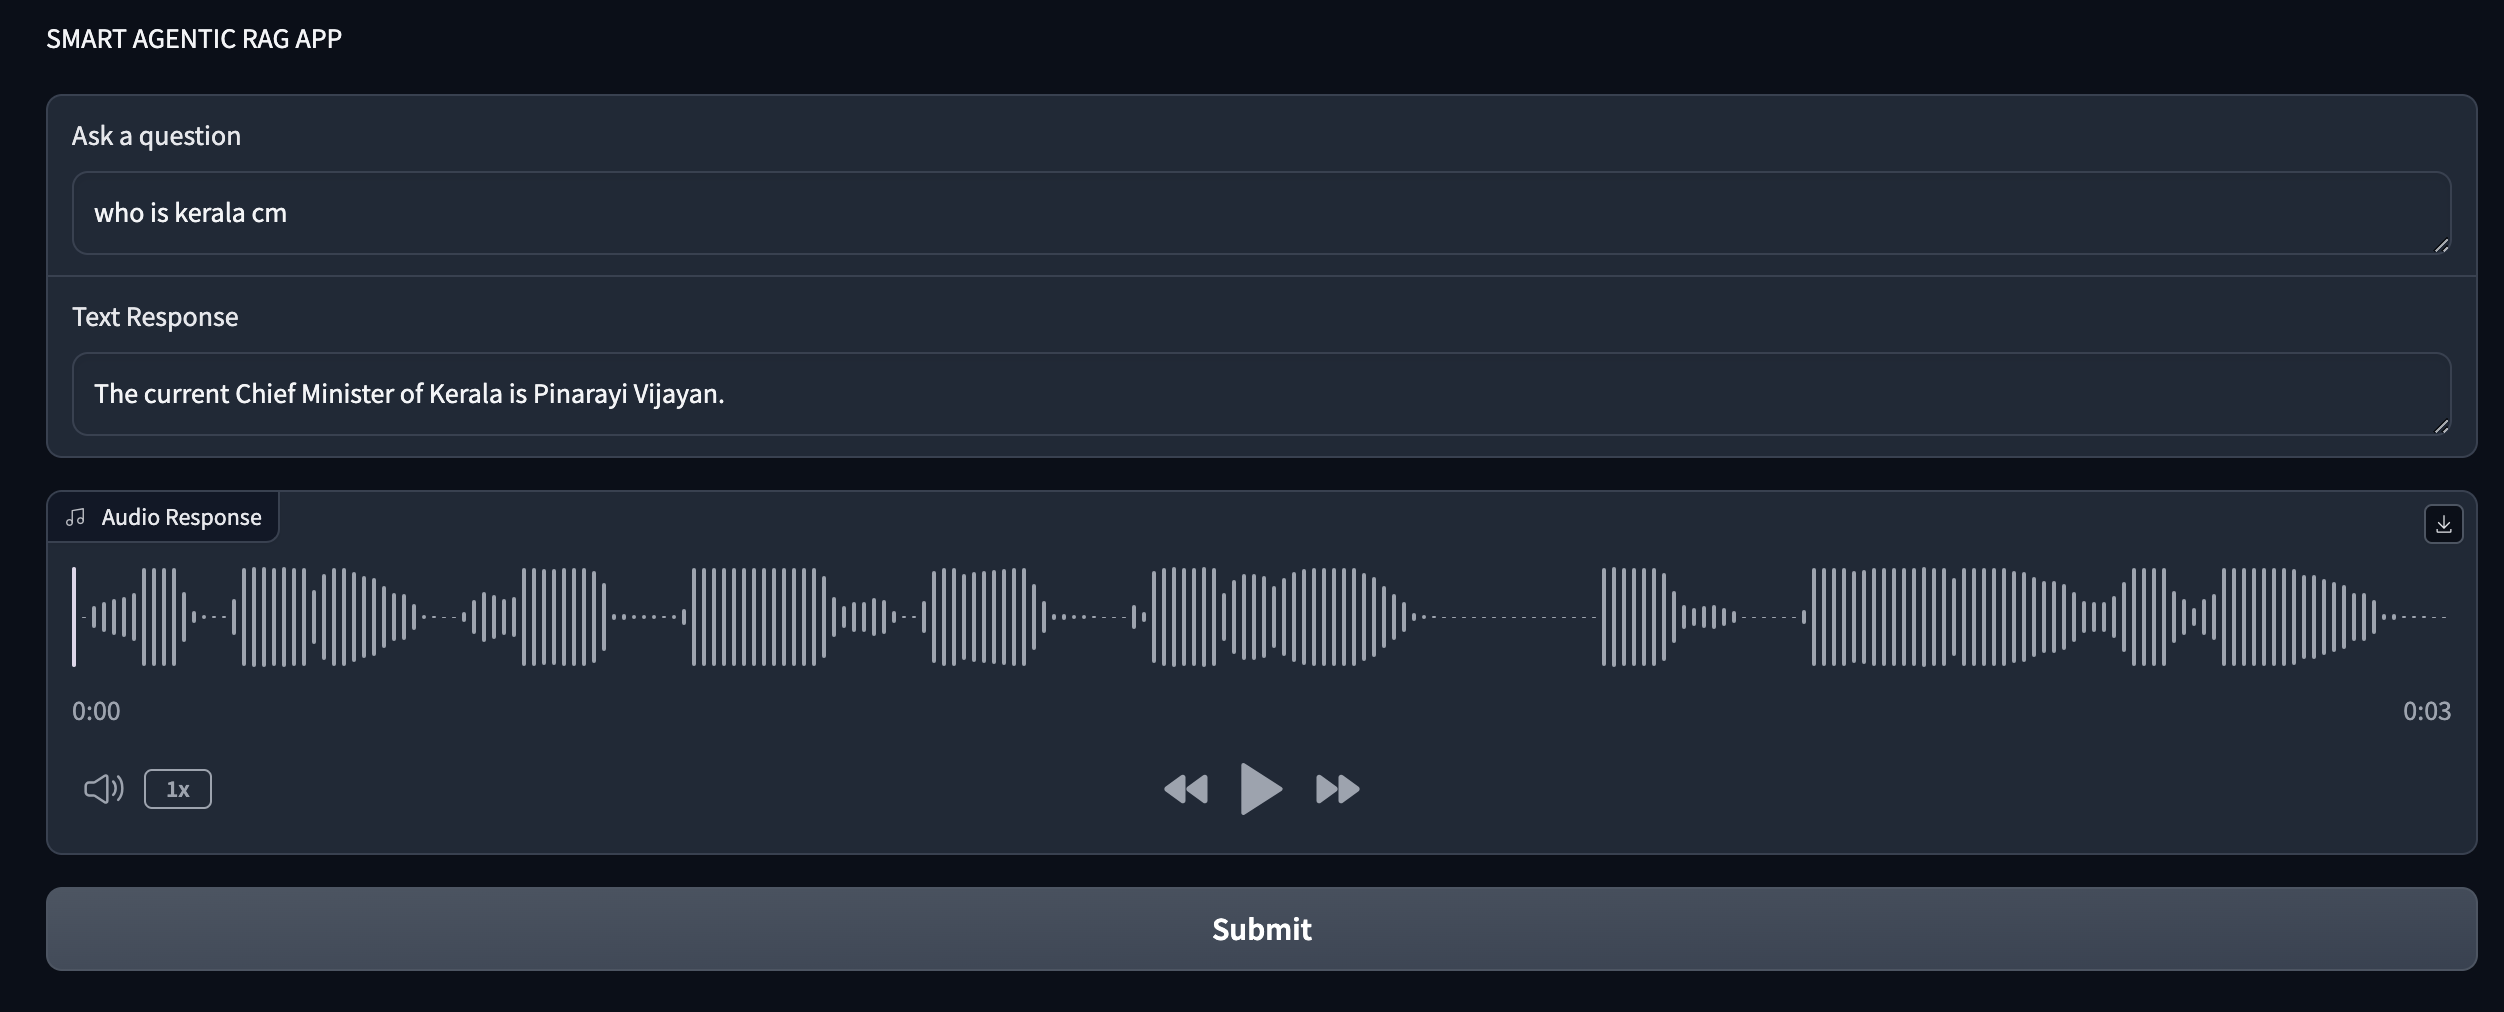 SMART AGENTIC RAG APP
Ask a question
who is kerala cm
Text Response
The current Chief Minister of Kerala is Pinarayi Vijayan.
Audio Response
0:00
0:03
1x
Submit